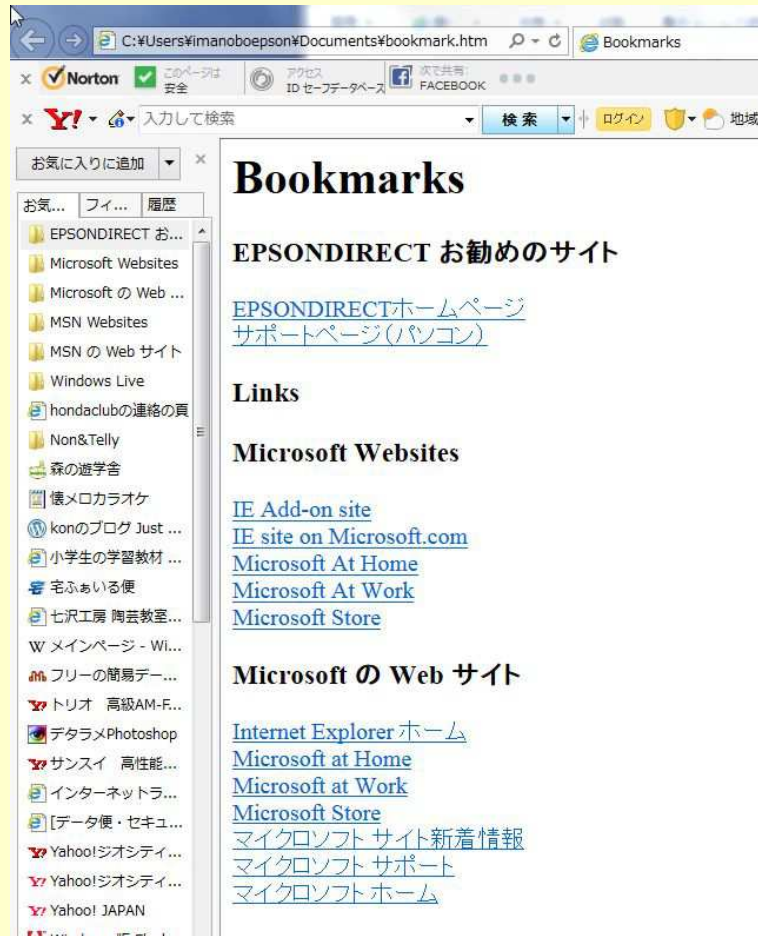 C:¥Users¥imanoboepson¥Documents¥bookmark.htm
Bookmarks
x Norton
このページは
安全
アクセス
ID セーフデータベース
次で共有:
FACEBOOK
x Y!
入力して検索
検 索
ログイン
地域
お気に入りに追加
×
お気...
フィ...
履歴
EPSONDIRECT お...
Microsoft Websites
Microsoft の Web ...
MSN Websites
MSN の Web サイト
Windows Live
hondaclubの連絡の頁
Non&Telly
森の遊学舎
懐メロカラオケ
konのブログ Just ...
小学生の学習教材 ...
宅ふぁいる便
七沢工房 陶芸教室...
W メインページ - Wi...
フリーの簡易デー...
トリオ 高級AM-F...
デタラメPhotoshop
サンスイ 高性能...
インターネットラ...
[データ便・セキュ...
Yahoo!ジオシティ...
Yahoo!ジオシティ...
Yahoo! JAPAN
Bookmarks
EPSONDIRECT お勧めのサイト
EPSONDIRECTホームページ
サポートページ(パソコン)
Links
Microsoft Websites
IE Add-on site
IE site on Microsoft.com
Microsoft At Home
Microsoft At Work
Microsoft Store
Microsoft の Web サイト
Internet Explorer ホーム
Microsoft at Home
Microsoft at Work
Microsoft Store
マイクロソフト サイト新着情報
マイクロソフト サポート
マイクロソフト ホーム